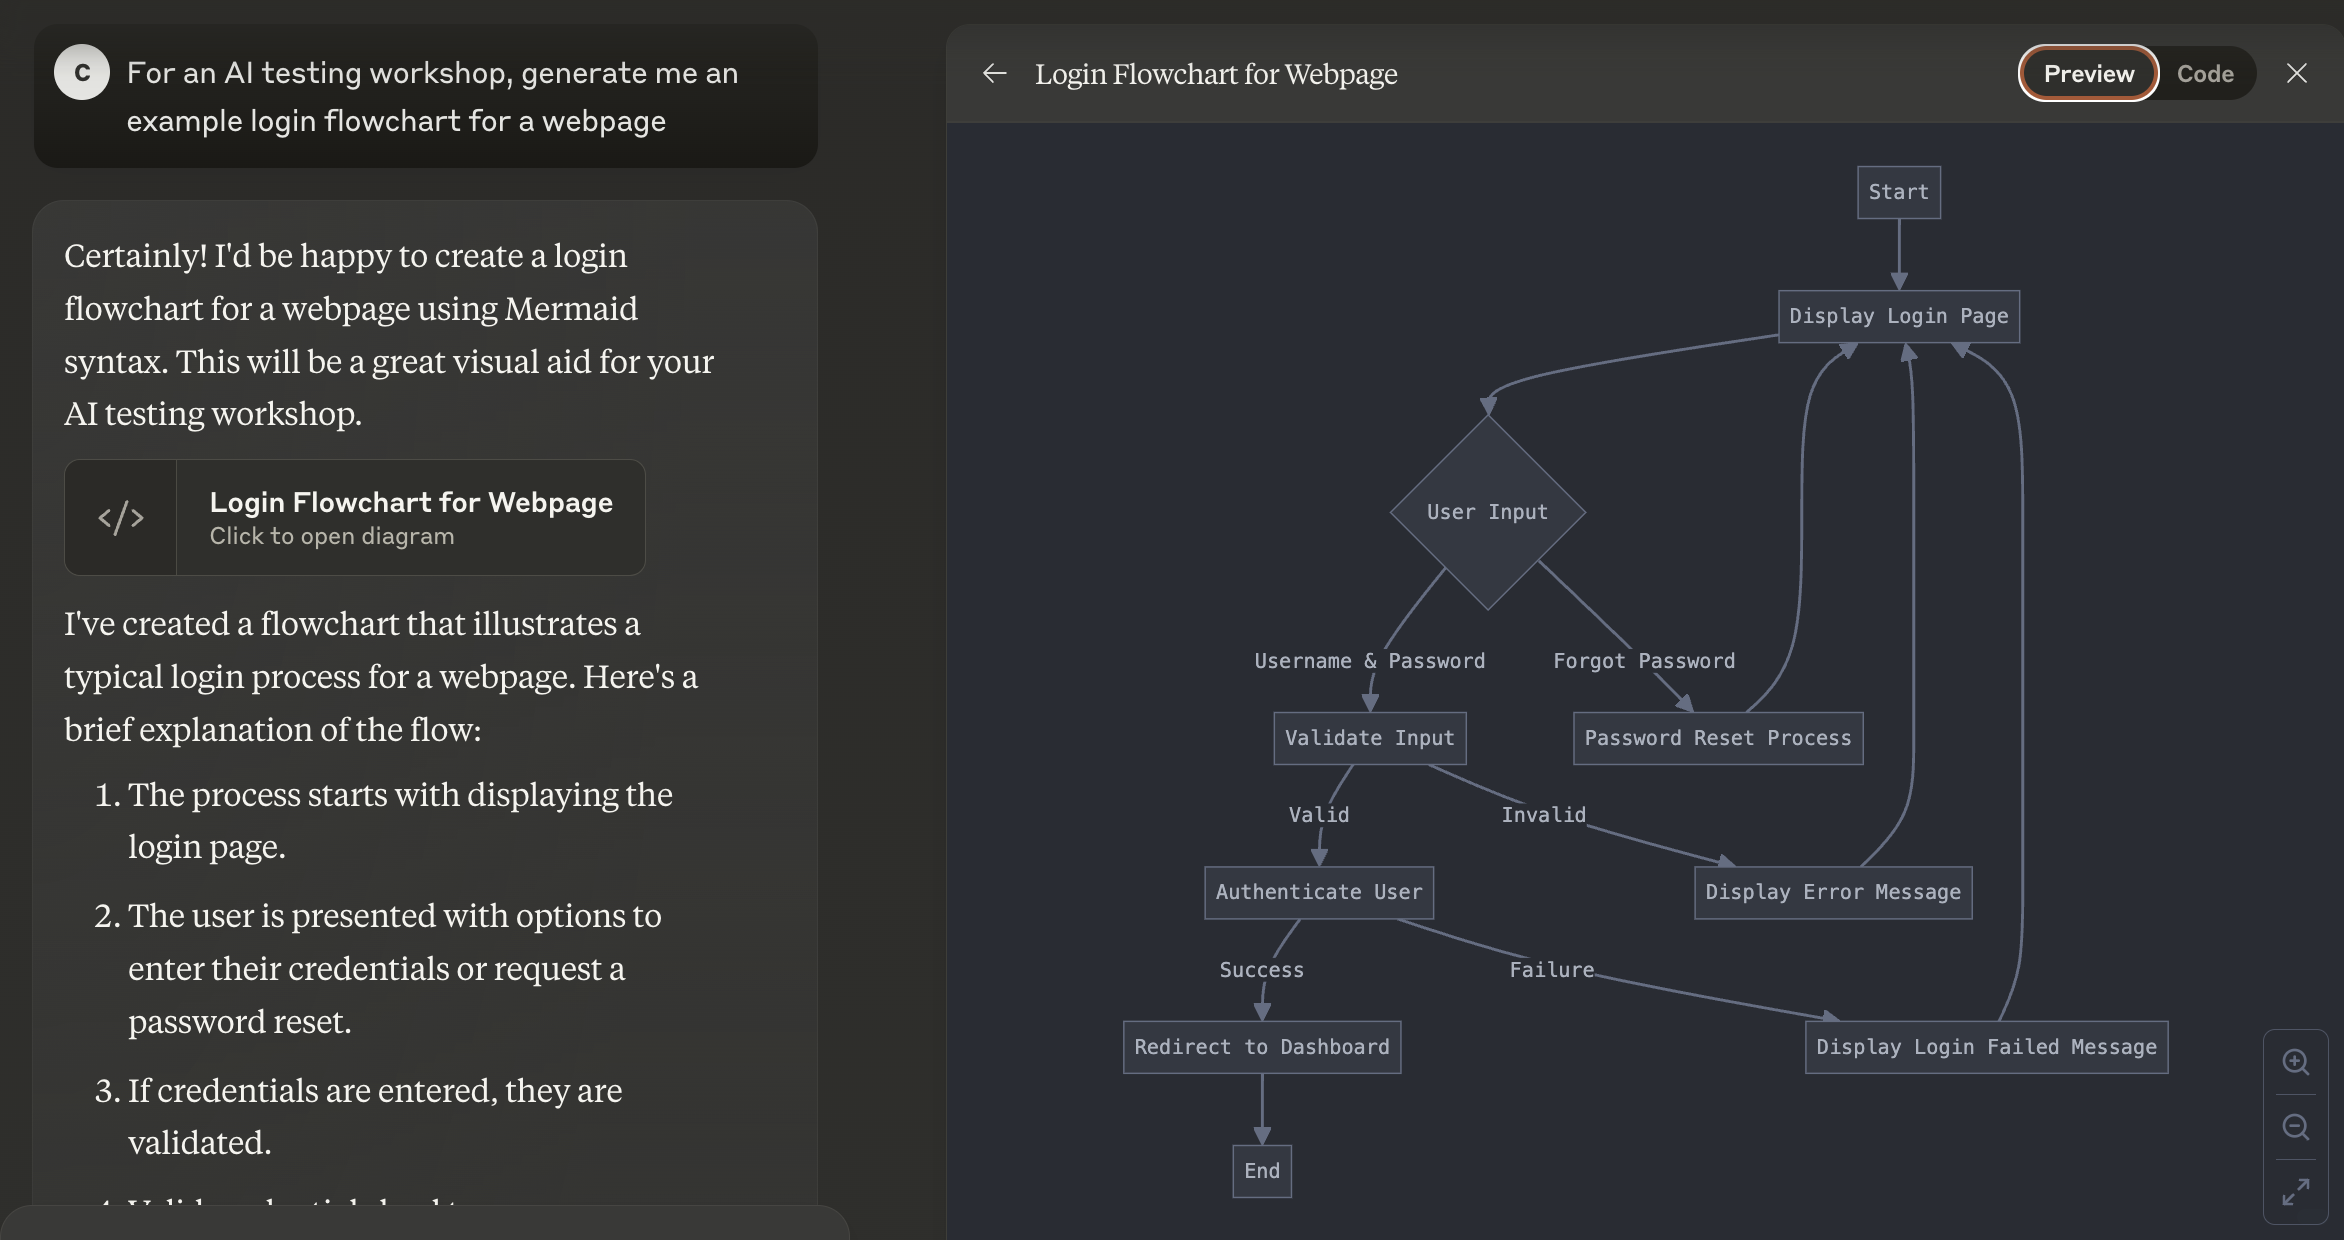 C
For an AI testing workshop, generate me an
example login flowchart for a webpage
Certainly! I'd be happy to create a login
flowchart for a webpage using Mermaid
syntax. This will be a great visual aid for your
AI testing workshop.
</>
Login Flowchart for Webpage
Click to open diagram
I've created a flowchart that illustrates a
typical login process for a webpage. Here's a
brief explanation of the flow:
1. The process starts with displaying the
login page.
2. The user is presented with options to
enter their credentials or request a
password reset.
3. If credentials are entered, they are
validated.
Login Flowchart for Webpage
Preview
Code
Start
Display Login Page
User Input
Username & Password
Forgot Password
Validate Input
Password Reset Process
Valid
Invalid
Authenticate User
Display Error Message
Success
Failure
Redirect to Dashboard
Display Login Failed Message
End